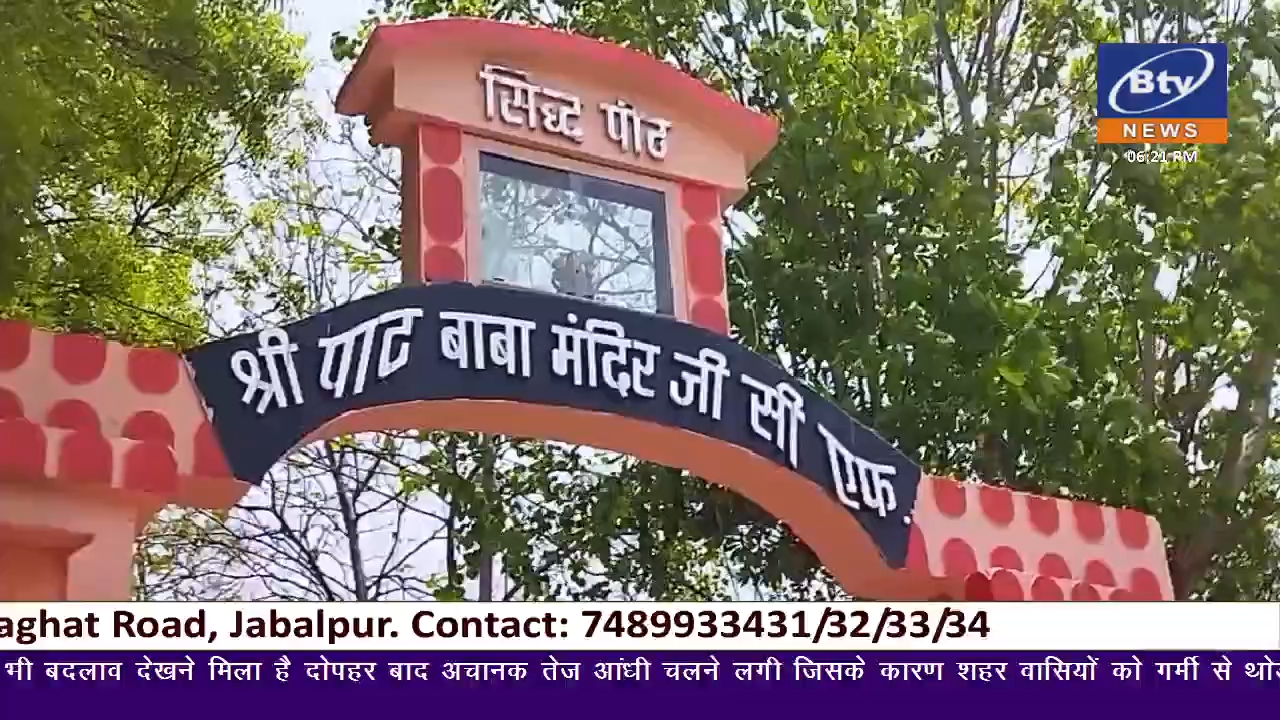 सिद्ध पीठ
Btv
NEWS
06:21 PM
श्री पाट बाबा मंदिर जी सी एफ.
aghat Road, Jabalpur. Contact: 7489933431/32/33/34
भी बदलाव देखने मिला है दोपहर बाद अचानक तेज आंधी चलने लगी जिसके कारण शहर वासियों को गर्मी से थोड़